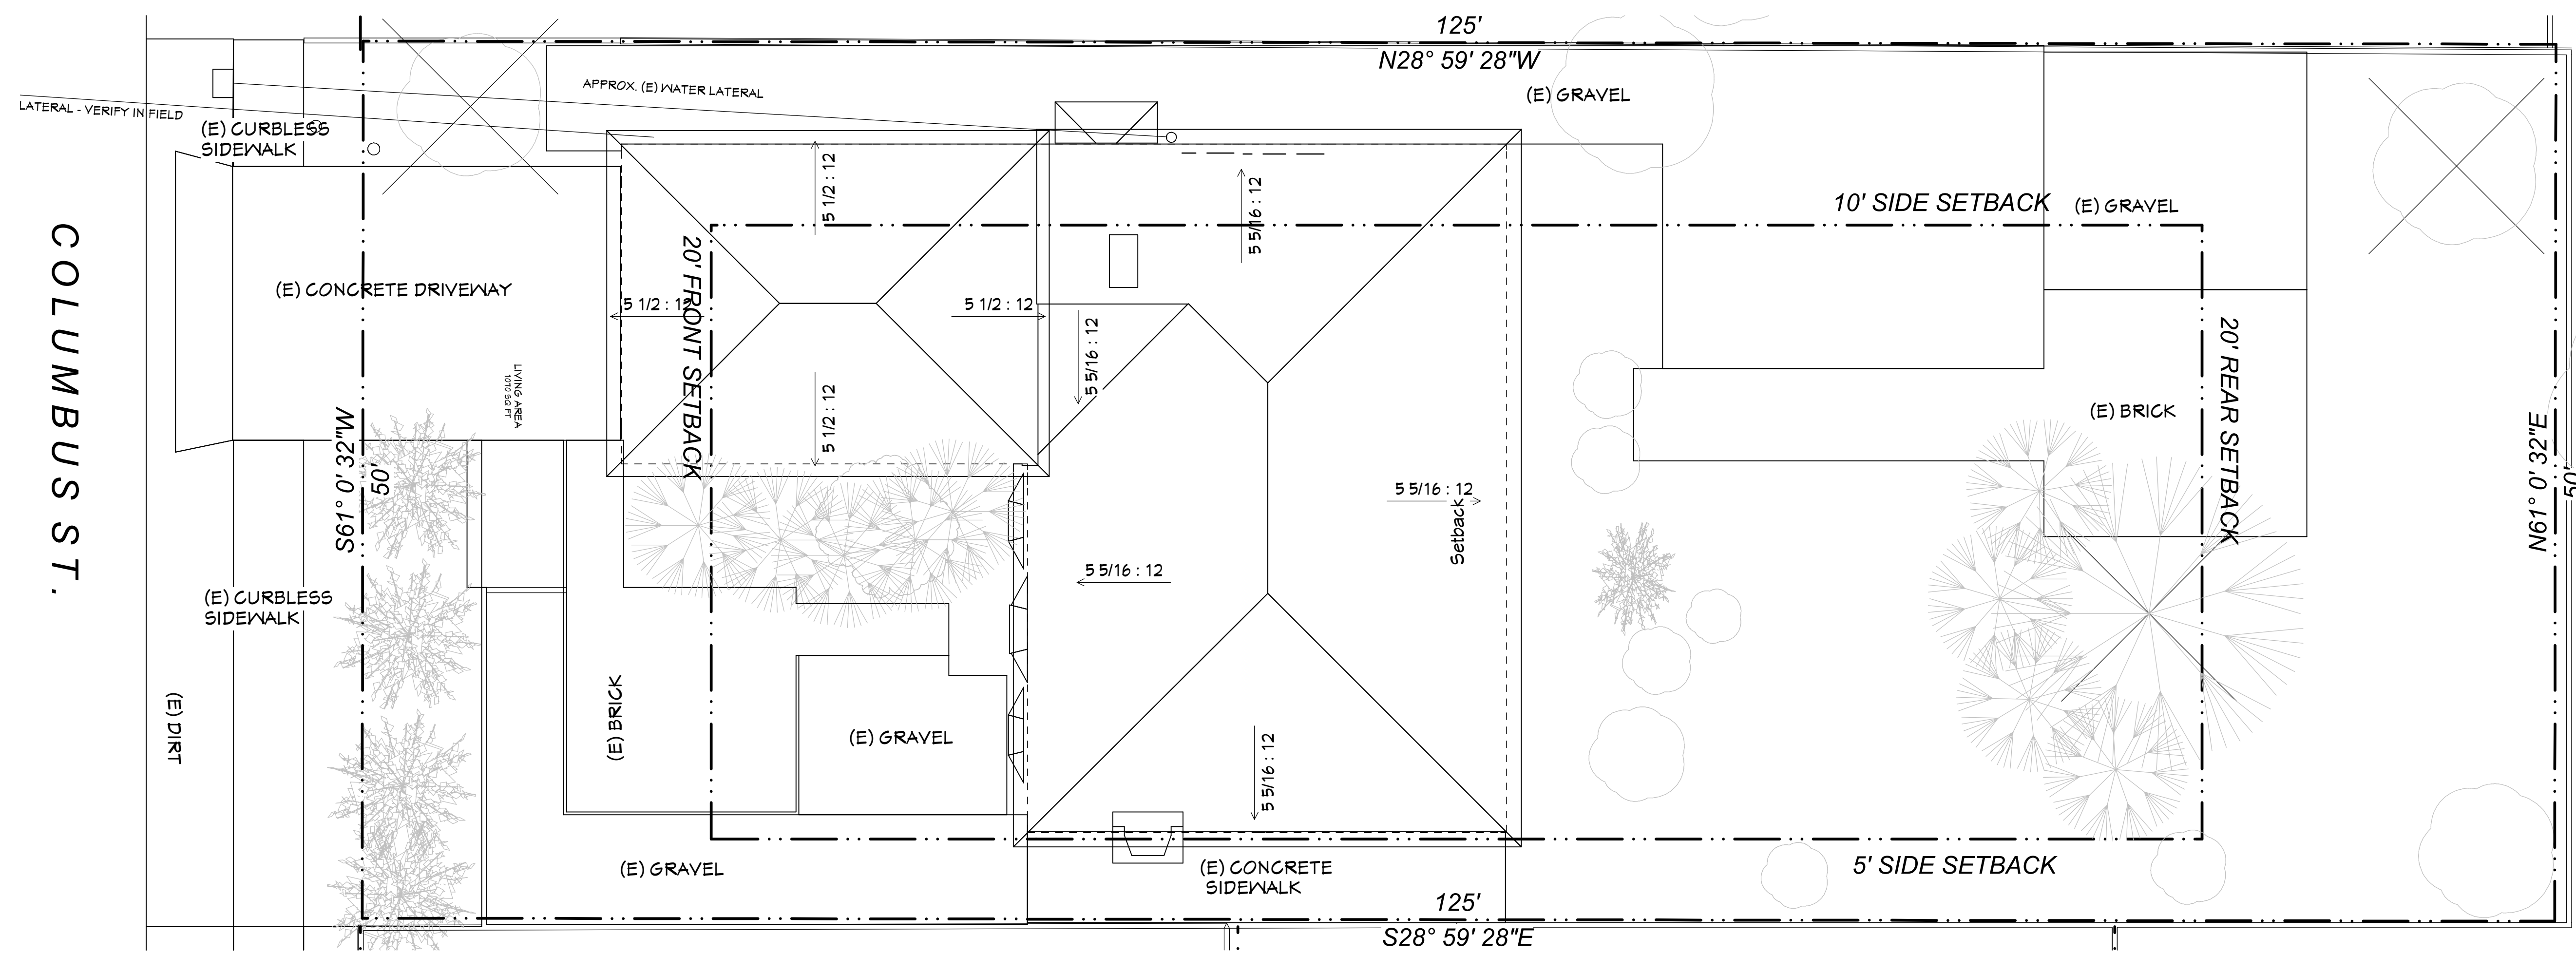 125'
N28° 59' 28"W
APPROX. (E) WATER LATERAL
LATERAL - VERIFY IN FIELD
(E) GRAVEL
(E) CURBLESS
SIDEWALK
5 1/2 : 12
5 5/16 : 12
10' SIDE SETBACK
(E) GRAVEL
COLUMBUS ST.
(E) CONCRETE DRIVEWAY
5 1/2 : 12
20' FRONT SETBACK
5 1/2 : 12
5 5/16 : 12
20' REAR SETBACK
LIVING AREA
1070 SQ FT
5 1/2 : 12
(E) BRICK
S61° 0' 32"W
50'
5 5/16 : 12
Setback
N61° 0' 32"E
50'
5 5/16 : 12
(E) CURBLESS
SIDEWALK
(E) DIRT
(E) BRICK
(E) GRAVEL
5 5/16 : 12
(E) GRAVEL
(E) CONCRETE
SIDEWALK
5' SIDE SETBACK
125'
S28° 59' 28"E